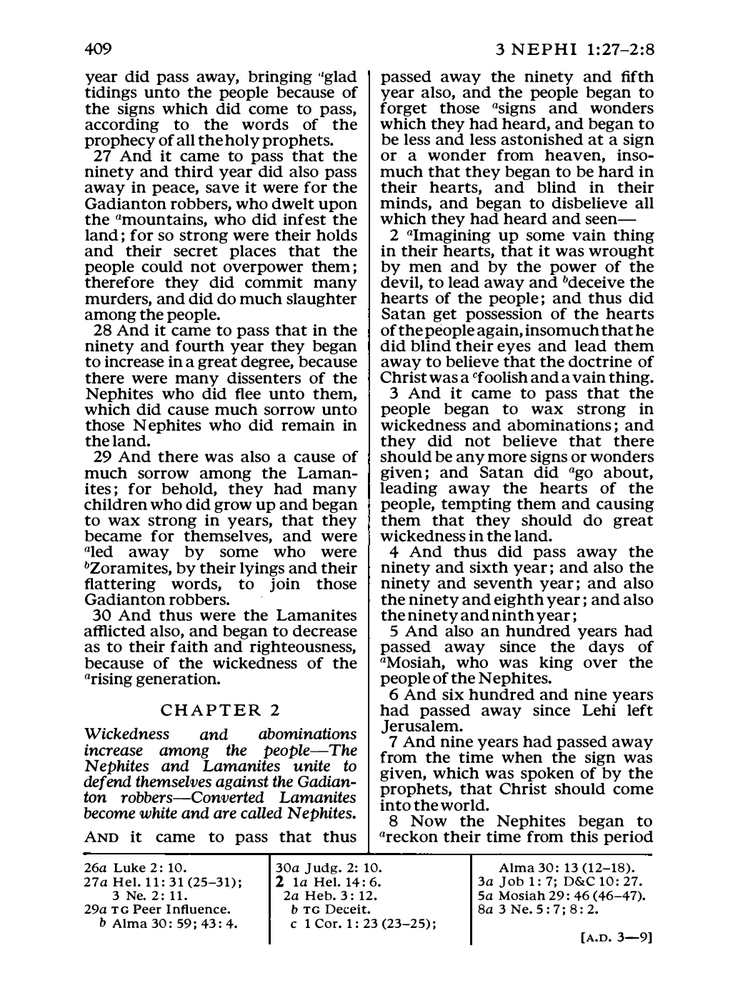 409
3 NEPHI 1:27–2:8
year did pass away, bringing ᵃglad
tidings unto the people because of
the signs which did come to pass,
according to the words of the
prophecy of all the holy prophets.
27 And it came to pass that the
ninety and third year did also pass
away in peace, save it were for the
Gadianton robbers, who dwelt upon
the ᵃmountains, who did infest the
land; for so strong were their holds
and their secret places that the
people could not overpower them;
therefore they did commit many
murders, and did do much slaughter
among the people.
28 And it came to pass that in the
ninety and fourth year they began
to increase in a great degree, because
there were many dissenters of the
Nephites who did flee unto them,
which did cause much sorrow unto
those Nephites who did remain in
the land.
29 And there was also a cause of
much sorrow among the Laman-
ites; for behold, they had many
children who did grow up and began
to wax strong in years, that they
became for themselves, and were
ᵃled away by some who were
ᵇZoramites, by their lyings and their
flattering words, to join those
Gadianton robbers.
30 And thus were the Lamanites
afflicted also, and began to decrease
as to their faith and righteousness,
because of the wickedness of the
ᵃrising generation.
CHAPTER 2
Wickedness and abominations
increase among the people—The
Nephites and Lamanites unite to
defend themselves against the Gadian-
ton robbers—Converted Lamanites
become white and are called Nephites.
AND it came to pass that thus
passed away the ninety and fifth
year also, and the people began to
forget those ᵃsigns and wonders
which they had heard, and began to
be less and less astonished at a sign
or a wonder from heaven, inso-
much that they began to be hard in
their hearts, and blind in their
minds, and began to disbelieve all
which they had heard and seen—
2 ᵃImagining up some vain thing
in their hearts, that it was wrought
by men and by the power of the
devil, to lead away and ᵇdeceive the
hearts of the people; and thus did
Satan get possession of the hearts
of the people again, insomuch that he
did blind their eyes and lead them
away to believe that the doctrine of
Christ was a ᶜfoolish and a vain thing.
3 And it came to pass that the
people began to wax strong in
wickedness and abominations; and
they did not believe that there
should be any more signs or wonders
given; and Satan did ᵃgo about,
leading away the hearts of the
people, tempting them and causing
them that they should do great
wickedness in the land.
4 And thus did pass away the
ninety and sixth year; and also the
ninety and seventh year; and also
the ninety and eighth year; and also
the ninety and ninth year;
5 And also an hundred years had
passed away since the days of
ᵃMosiah, who was king over the
people of the Nephites.
6 And six hundred and nine years
had passed away since Lehi left
Jerusalem.
7 And nine years had passed away
from the time when the sign was
given, which was spoken of by the
prophets, that Christ should come
into the world.
8 Now the Nephites began to
ᵃreckon their time from this period
26a Luke 2: 10.
27a Hel. 11: 31 (25–31);
3 Ne. 2: 11.
29a TG Peer Influence.
b Alma 30: 59; 43: 4.
30a Judg. 2: 10.
2 1a Hel. 14: 6.
2a Heb. 3: 12.
b TG Deceit.
c 1 Cor. 1: 23 (23–25);
Alma 30: 13 (12–18).
3a Job 1: 7; D&C 10: 27.
5a Mosiah 29: 46 (46–47).
8a 3 Ne. 5: 7; 8: 2.
[A.D. 3—9]